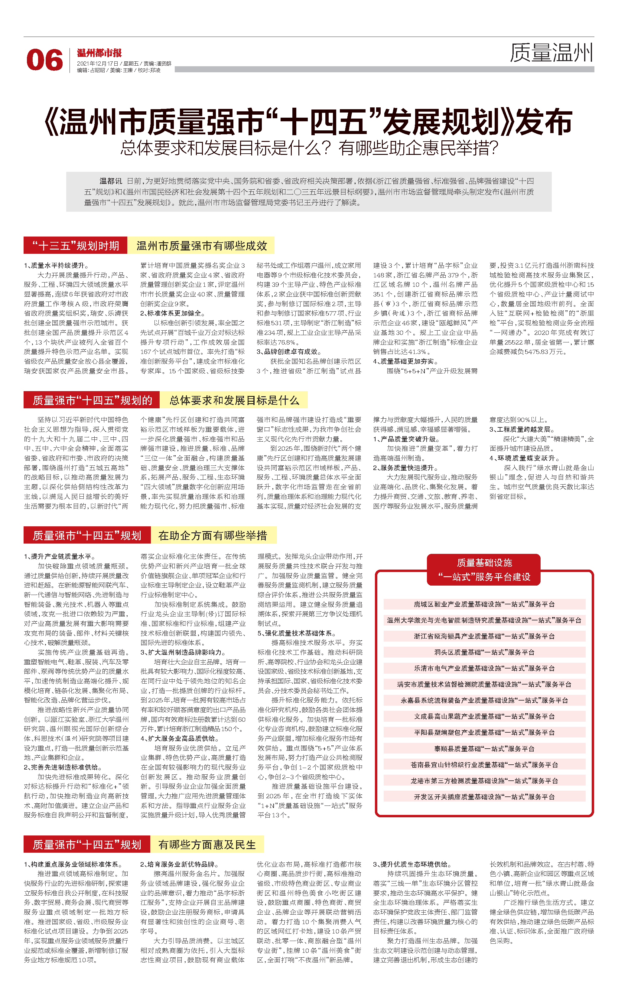 06
温州都市报
2021年12月17日 / 星期五 / 责编:潘贤群
编辑:占昭昭 / 美编:王瓅 / 校对:郑凌
质量温州
《温州市质量强市“十四五”发展规划》发布
总体要求和发展目标是什么？有哪些助企惠民举措？
温都讯 日前,为更好地贯彻落实党中央、国务院和省委、省政府相关决策部署,依据《浙江省质量强省、标准强省、品牌强省建设“十四
五”规划》和《温州市国民经济和社会发展第十四个五年规划和二〇三五年远景目标纲要》,温州市市场监督管理局牵头制定发布《温州市质
量强市“十四五”发展规划》。就此,温州市市场监督管理局党委书记王丹进行了解读。
“十三五”规划时期 温州市质量强市有哪些成效
1、质量水平持续提升。
大力开展质量提升行动,产品、
服务、工程、环境四大领域质量水平
显著提高,连续6年获省政府对市政
府质量工作考核A级,市政府荣膺
省政府质量奖组织奖,瑞安、乐清获
批创建全国质量强市示范城市。获
批创建全国产品质量提升示范区4
个,13个块状产业被列入全省百个
质量提升特色示范产业名单。实现
省级农产品质量安全放心县全覆盖,
瑞安获国家农产品质量安全市县。
累计培育中国质量奖提名奖企业3
家、省政府质量奖企业4家、省政府
质量管理创新奖企业1家,评定温州
市市长质量奖企业40家、质量管理
创新奖企业9家。
2、标准体系更加健全。
以标准创新引领发展,率全国之
先试点开展“百城千业万企对标达标
提升专项行动”,工作成效居全国
167个试点城市首位。率先打造“标
准创新服务平台”,建成全市标准化
专家库。15个国家级、省级标技委
秘书处或工作组落户温州,成立家用
电器等9个市级标准化技术委员会,
构建39个主导产业、特色产业标准
体系,2家企业获中国标准创新贡献
奖,参与制修订国际标准2项,主导
和参与制修订国家标准577项、行业
标准531项,主导制定“浙江制造”标
准234项,规上工业企业主导产品采
标率达76.8%。
3、品牌创建卓有成效。
获批全国知名品牌创建示范区
3个,推进省级“浙江制造”试点县
建设3个,累计培育“品字标”企业
148家,浙江省名牌产品379个,浙
江区域名牌10个,温州名牌产品
351个,创建浙江省商标品牌示范
县(市)3个,浙江省商标品牌示范
乡镇(街道)3个,浙江省商标品牌
示范企业46家,建设“瓯越鲜风”产
业基地30个。规上工业企业中品
牌企业和实施“浙江制造”标准企业
销售占比达41.3%。
4、质量基础更加夯实。
围绕“5+5+N”产业升级发展需
要,投资3.1亿元打造温州浙南科技
城检验检测高技术服务业集聚区,
优化提升5个国家级质检中心和15
个省级质检中心、产业计量测试中
心,数量居全国地级市前列。全面
入驻“互联网+检验检测”的“浙里
检”平台,实现检验检测业务全流程
“一网通办”。2020年完成有效订
单量25522单,居全省第一,累计惠
企减费减负5475.83万元。
质量强市“十四五”规划的 总体要求和发展目标是什么
坚持以习近平新时代中国特色
社会主义思想为指导,深入贯彻党
的十九大和十九届二中、三中、四
中、五中、六中全会精神,全面落实
省委、省政府和市委、市政府的决策
部署,围绕温州打造“五城五高地”
的战略目标,以推动高质量发展为
主题,以深化供给侧结构性改革为
主线,以满足人民日益增长的美好
生活需要为根本目的,以新时代“两
个健康”先行区创建和打造共同富
裕示范区市域样板为重要载体,进
一步深化质量强市、标准强市和品
牌强市建设,推进质量、标准、品牌
“三位一体”全面融合,构建质量基
础、质量安全、质量治理三大支撑体
系,拓展产品、服务、工程、生态环境
“四大领域”质量数字化创新应用场
景,率先实现质量治理体系和治理
能力现代化,努力把质量强市、标准
强市和品牌强市建设打造成“重要
窗口”标志性成果,为我市争创社会
主义现代化先行市贡献力量。
到2025年,围绕新时代“两个健
康”先行区创建和打造高质量发展建
设共同富裕示范区市域样板,产品、
服务、工程、环境质量总体水平全面
跃升,数字化市场监管走在全省前
列,质量治理体系和治理能力现代化
基本实现,质量对经济社会发展的支
撑力与贡献度大幅提升,人民的质量
获得感、满足感、幸福感显著增强。
1、产品质量突破升级。
加快推进“质量变革”,着力打
造高端温州制造。
2、服务质量快速提升。
大力发展现代服务业,推动服务
业高端化、品质化、集聚化发展。着
力提升商贸、交通、文旅、教育、养老、
医疗等服务业发展水平,服务质量满
意度达到90%以上。
3、工程质量跨越发展。
深化“大建大美”“精建精美”,全
面提升城市建设品质。
4、环境质量蝶变跃升。
深入践行“绿水青山就是金山
银山”理念,促进人与自然和谐共
生。城市空气质量优良天数比率达
到省定目标。
质量强市“十四五”规划 在助企方面有哪些举措
1、提升产业链质量水平。
加快破除重点领域质量瓶颈。
通过质量供给创新,持续开展质量改
进和赶超。在新能源智能网联汽车、
新一代通信与智能网络、先进制造与
智能装备、激光技术、机器人等重点
领域,攻克一批进口依赖较为严重,
对产业高质量发展有重大影响需要
攻克布局的装备、部件、材料关键核
心技术,破解质量瓶颈。
实施传统产业质量基础再造。
重塑智能电气、鞋革、服装、汽车及零
部件、泵阀等传统优势产业的质量水
平,加速传统制造业高端化提升、规
模化培育、链条化发展、集聚化布局、
智能化改造、品牌化营运步伐。
推进战略性新兴产业质量协同
创新。以瓯江实验室、浙江大学温州
研究院、温州眼视光国际创新综合
体、科思技术(温州)研究院等项目建
设为重点,打造一批质量创新示范基
地、产业集群和企业。
2、完善先进制造标准供给。
加快先进标准成果转化。深化
对标达标提升行动和“标准化+”领
航行动,加快推动制造业向高新技
术、高附加值演进。建立企业产品和
服务标准自我声明公开和监督制度,
落实企业标准化主体责任。在传统
优势产业和新兴产业培育一批全球
价值链旗舰企业、单项冠军企业和行
业标准主导制定企业,设立鞋革产业
行业标准制定中心。
加快标准制定系统集成。鼓励
行业龙头企业主导制(修)订国际标
准、国家标准和行业标准,组建产业
技术标准创新联盟,构建国内领先、
国际先进的标准体系。
3、扩大温州制造品牌影响力。
培育壮大企业自主品牌。培育一
批具有较大影响力、国际化程度较高、
在同行业中处于领先地位的知名企
业,打造一批提质创牌的行业标杆。
到2025年,培育一批拥有较高市场占
有率和较好顾客满意度的出口产品品
牌,国内有效商标注册数累计达到60
万件,累计培育浙江制造精品150个。
4、扩大服务业高品质供给。
培育服务业优质供给。立足产
业集群、特色优势产业,高质量打造
在全国有较强影响力的现代服务业
创新发展区。推动服务业质量创
新。引导服务业企业加强全面质量
管理,大力推广应用先进质量管理体
系和方法。指导重点行业服务企业
实施质量升级计划,导入优秀质量管
理模式。发挥龙头企业带动作用,开
展服务质量共性技术联合开发与推
广。加强服务业质量监管。健全完
善服务质量监测机制,建立服务质量
综合评价体系,推进公共服务质量监
测结果运用。建立健全服务质量追
溯体系,探索开展第三方争议处理机
制试点。
5、强化质量技术基础体系。
提高标准技术服务水平。夯实
标准化技术工作基础。推动科研院
所、高等院校、行业协会和龙头企业建
设国家级、省级技术标准创新基地,支
持承担国际、国家、省级标准化技术委
员会、分技术委员会秘书处工作。
提升标准化服务能力。依托标
准化研究机构,鼓励各类社会团体提
供标准化服务。加快培育一批标准
化专业咨询机构,鼓励建立标准化服
务产业联盟,增加标准化服务市场有
效供给。重点围绕“5+5”产业体系
发展布局,努力打造产业公共检测服
务平台,争创1—2个国家级质检中
心,争创2—3个省级质检中心。
推进质量基础设施平台建设。
到2025年,在全市打造线下实体
“1+N”质量基础设施“一站式”服务
平台13个。
质量基础设施
“一站式”服务平台建设
鹿城区鞋业产业质量基础设施“一站式”服务平台
温州大学激光与光电智能制造研究质量基础设施“一站式”服务平台
浙江省瓯海锁具产业质量基础“一站式”服务平台
洞头区质量基础“一站式”服务平台
乐清市电气产业质量基础设施“一站式”服务平台
瑞安市质量技术监督检测院质量基础设施“一站式”服务平台
永嘉县系统流程装备产业质量基础设施“一站式”服务平台
文成县高山果蔬产业质量基础“一站式”服务平台
平阳县塑编塑包产业质量基础“一站式”服务平台
泰顺县质量基础“一站式”服务平台
苍南县宜山针棉织行业质量基础“一站式”服务平台
龙港市第三方检测质量基础设施“一站式”服务平台
开发区开关插座质量基础设施“一站式”服务平台
质量强市“十四五”规划 有哪些方面惠及民生
1、构建重点服务业领域标准体系。
推进重点领域高标准制定。加
快服务行业的先进标准研制,探索建
立服务标准自我公开制度,在科技服
务、数字贸易、商务会展、现代商贸等
服务业重点领域制定一批地方标
准。推进国家级、省级、市级服务业
标准化试点项目建设。力争到2025
年,实现重点服务业领域服务质量行
业规范或标准全覆盖,新增制修订服
务业地方标准规范10项。
2、培育服务业新优特品牌。
擦亮温州服务金名片。加强服
务业领域品牌建设,强化服务业企
业的品牌意识,着力推动“品字标浙
江服务”,支持企业开展自主品牌建
设,鼓励企业注册服务商标,申请具
有显著性和独创性的企业商号、老
字号。
大力引导品质消费。以主城区
相对成熟商圈为依托,引入大型标
志性商业项目,鼓励现有商业载体
优化业态布局,高标准打造都市核
心商圈、高品质步行街,高标准推动
省级、市级特色商业街区、专业商业
街区和温州特色美食小吃街区建
设,鼓励重点商圈、特色商街、商贸
企业、品牌企业等开展联动营销活
动。着力打造10个集聚消费人气
的区域网红打卡地,建设10条产贸
联动、批零一体、商旅融合型“温州
专业街”,挂牌10条“温州美食”街
区,全面打响“不夜温州”新品牌。
3、提升优质生态环境供给。
持续巩固提升生态环境质量。
落实“三线一单”生态环境分区管控
要求,推动生态环境高水平保护。健
全生态环境治理体系。严格落实生
态环境保护党政主体责任、部门监管
责任,构建以改善环境质量为核心的
目标责任体系。
聚力打造温州生态品牌。加强
生态文明建设示范创建与动态管理,
建立完善退出机制,形成生态创建的
长效机制和品牌效应。在古村落、特
色小镇、高新企业和园区等重点区域
和单位,培育一批“绿水青山就是金
山银山”转化示范点。
广泛推行绿色生活方式。建立
健全绿色供应链,增加绿色低碳产品
有效供给,推动建立绿色低碳产品标
准、认证、标识体系,全面推广政府绿
色采购。